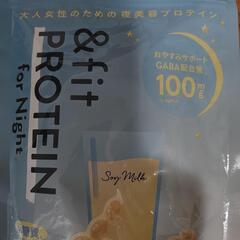 大人女性のための夜美容プロテイン
&fit
PROTEIN
for Night
おやすみサポート
GABA配合量
100mg
Soy Milk